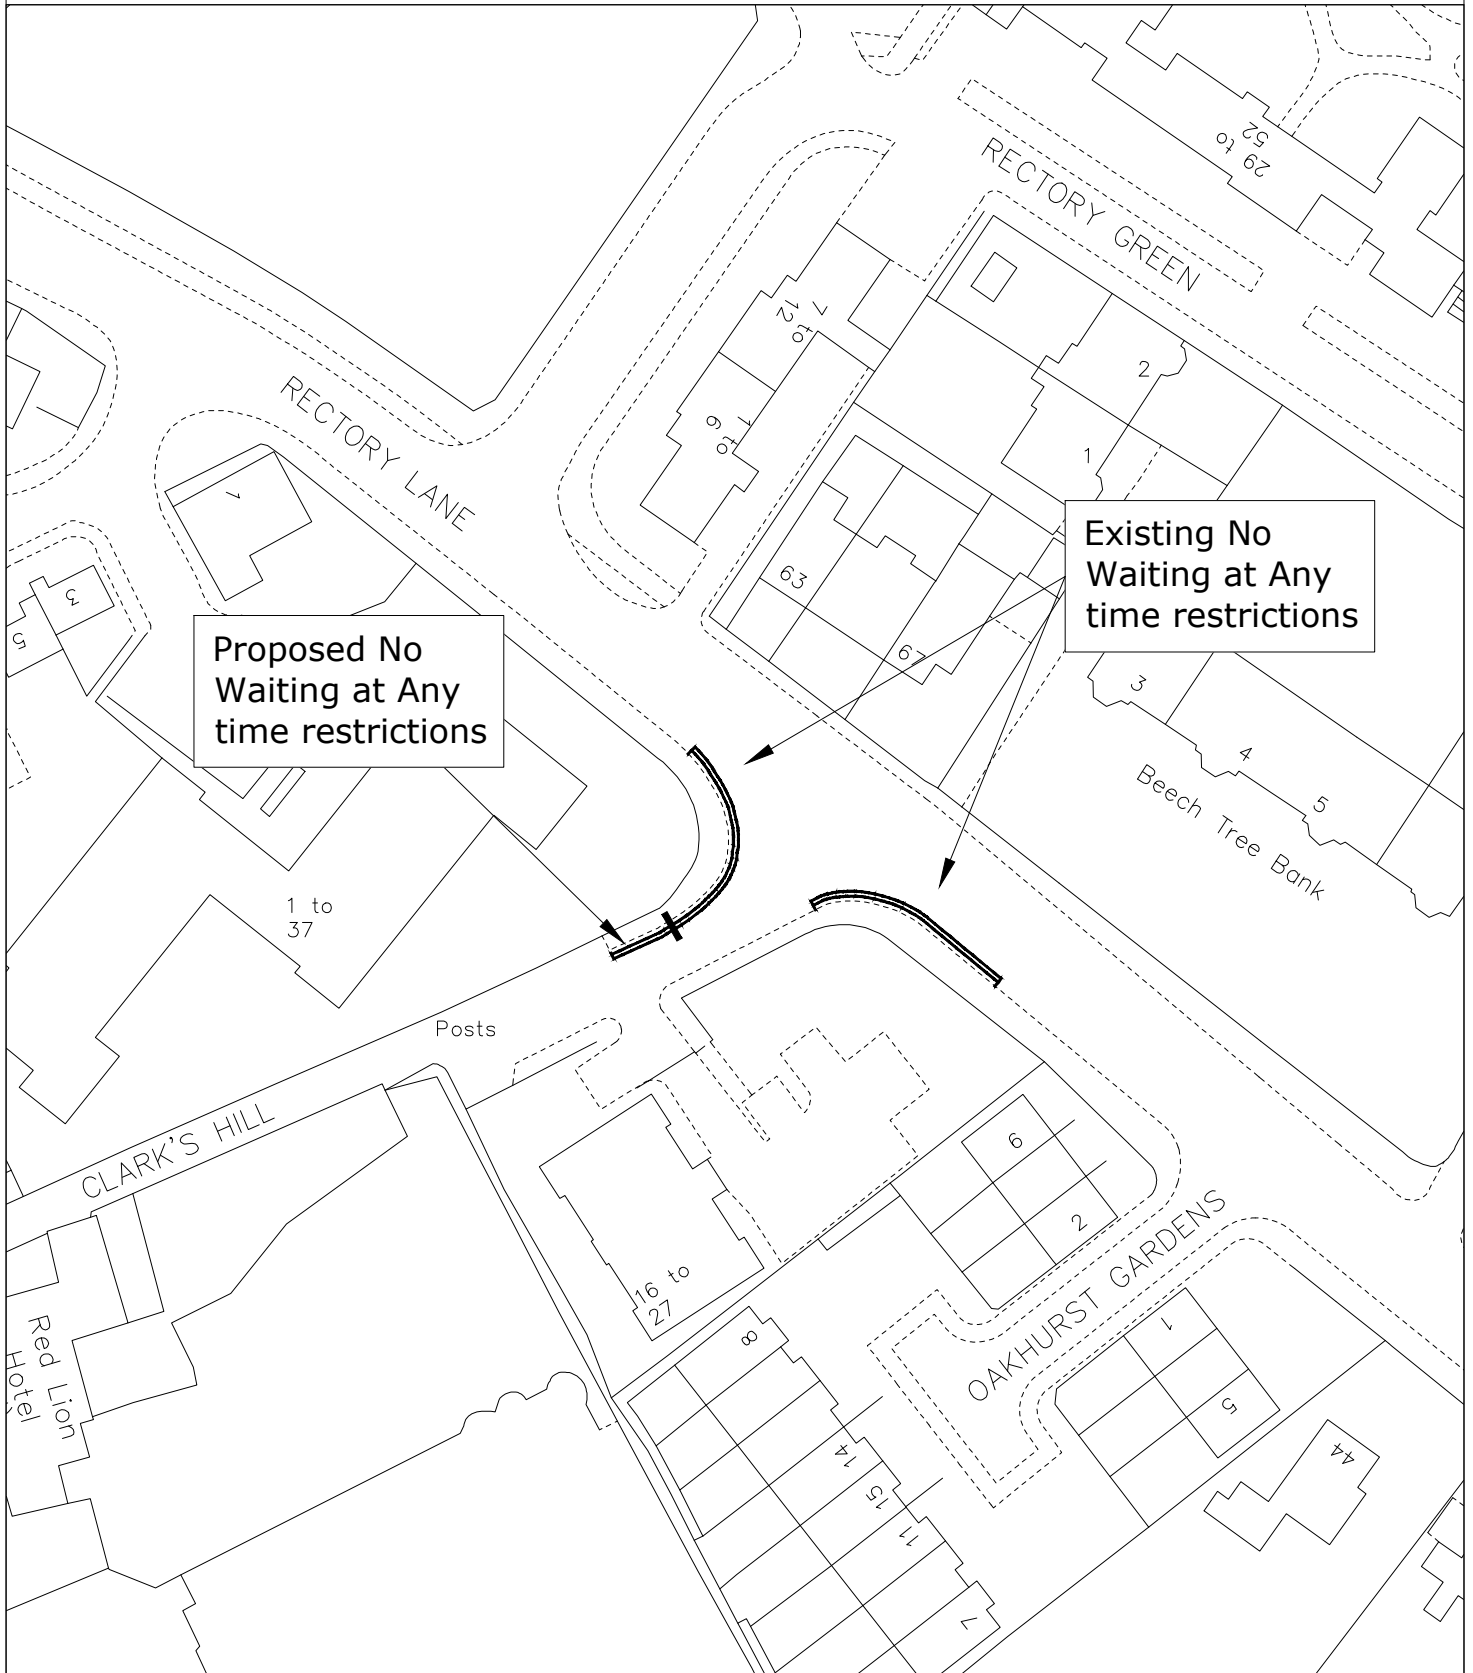 29 to
52
RECTORY GREEN
7 to
12
2
RECTORY LANE
1 to
6
1
1
Existing No
Waiting at Any
time restrictions
63
3
5
67
Proposed No
Waiting at Any
time restrictions
3
4
5
Beech Tree Bank
1 to
37
Posts
CLARK'S HILL
6
2
OAKHURST GARDENS
16 to
27
Red Lion
Hotel
8
1
5
14
44
15
11
7